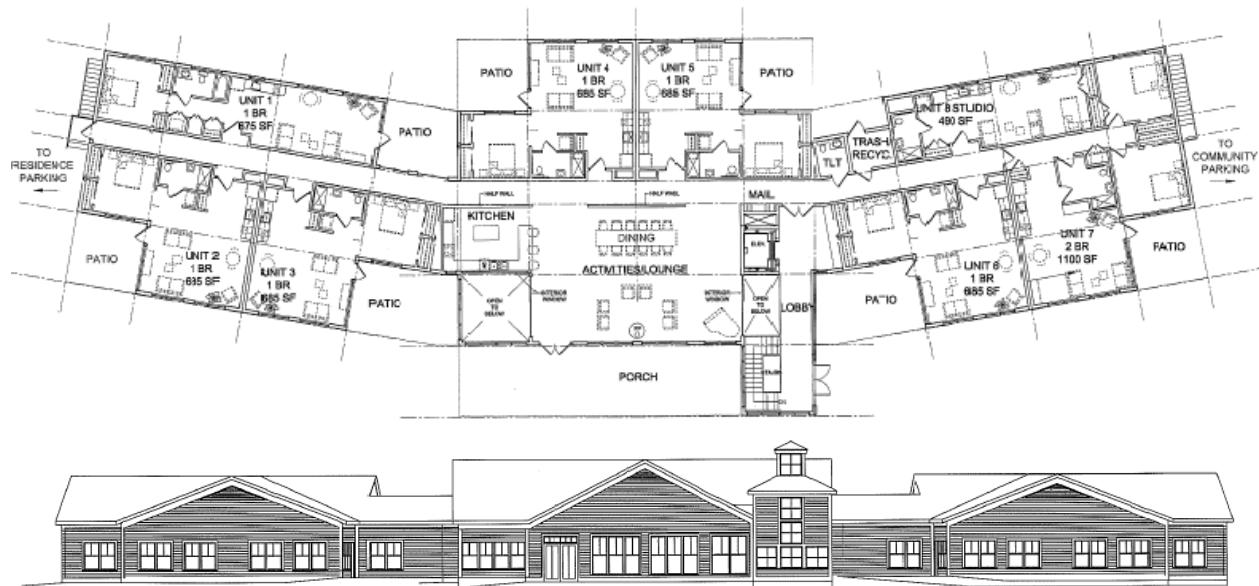 UNIT 1
1 BR
675 SF
PATIO
PATIO
UNIT 4
1 BR
685 SF
UNIT 5
1 BR
685 SF
PATIO
UNIT 8 STUDIO
490 SF
TLT
TRASH
RECYC.
TO
RESIDENCE
PARKING
TO
COMMUNITY
PARKING
HALF WALL
HALF WALL
MAIL
KITCHEN
DINING
ELEV.
ACTIVITIES/LOUNGE
PATIO
UNIT 2
1 BR
685 SF
UNIT 3
1 BR
685 SF
PATIO
OPEN
TO
BELOW
INTERIOR
WINDOW
INTERIOR
WINDOW
OPEN
TO
BELOW
LOBBY
PATIO
UNIT 6
1 BR
685 SF
UNIT 7
2 BR
1100 SF
PATIO
PORCH
DN